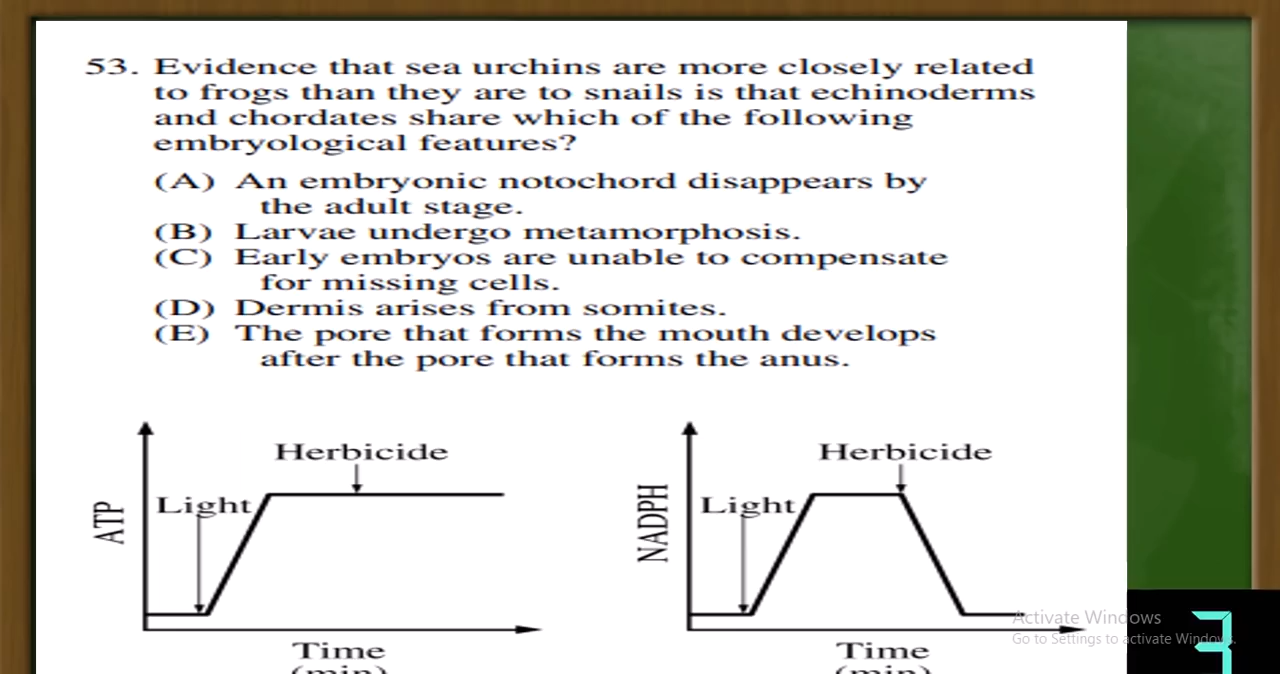 53. Evidence that sea urchins are more closely related
to frogs than they are to snails is that echinoderms
and chordates share which of the following
embryological features?
(A) An embryonic notochord disappears by
the adult stage.
(B) Larvae undergo metamorphosis.
(C) Early embryos are unable to compensate
for missing cells.
(D) Dermis arises from somites.
(E) The pore that forms the mouth develops
after the pore that forms the anus.
Herbicide
Light
ATP
Time
(min)
Herbicide
Light
NADPH
Time
(min)
Activate Windows
Go to Settings to activate Windows.
3